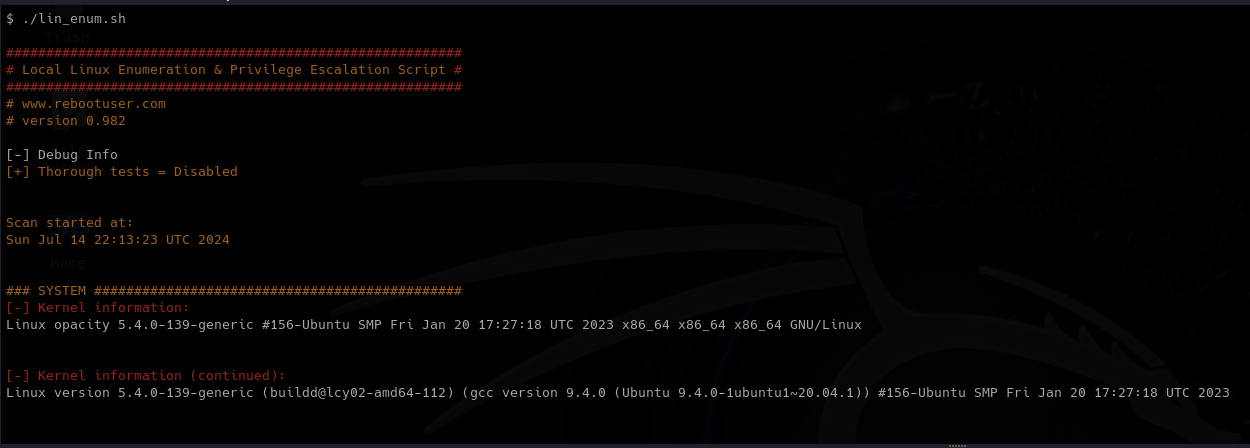 $ ./lin_enum.sh
Trash
#########################################################
# Local Linux Enumeration & Privilege Escalation Script #
#########################################################
# www.rebootuser.com
# version 0.982
[-] Debug Info
[+] Thorough tests = Disabled
Scan started at:
Sun Jul 14 22:13:23 UTC 2024
Home
### SYSTEM ##############################################
[-] Kernel information:
Linux opacity 5.4.0-139-generic #156-Ubuntu SMP Fri Jan 20 17:27:18 UTC 2023 x86_64 x86_64 x86_64 GNU/Linux
[-] Kernel information (continued):
Linux version 5.4.0-139-generic (buildd@lcy02-amd64-112) (gcc version 9.4.0 (Ubuntu 9.4.0-1ubuntu1~20.04.1)) #156-Ubuntu SMP Fri Jan 20 17:27:18 UTC 2023